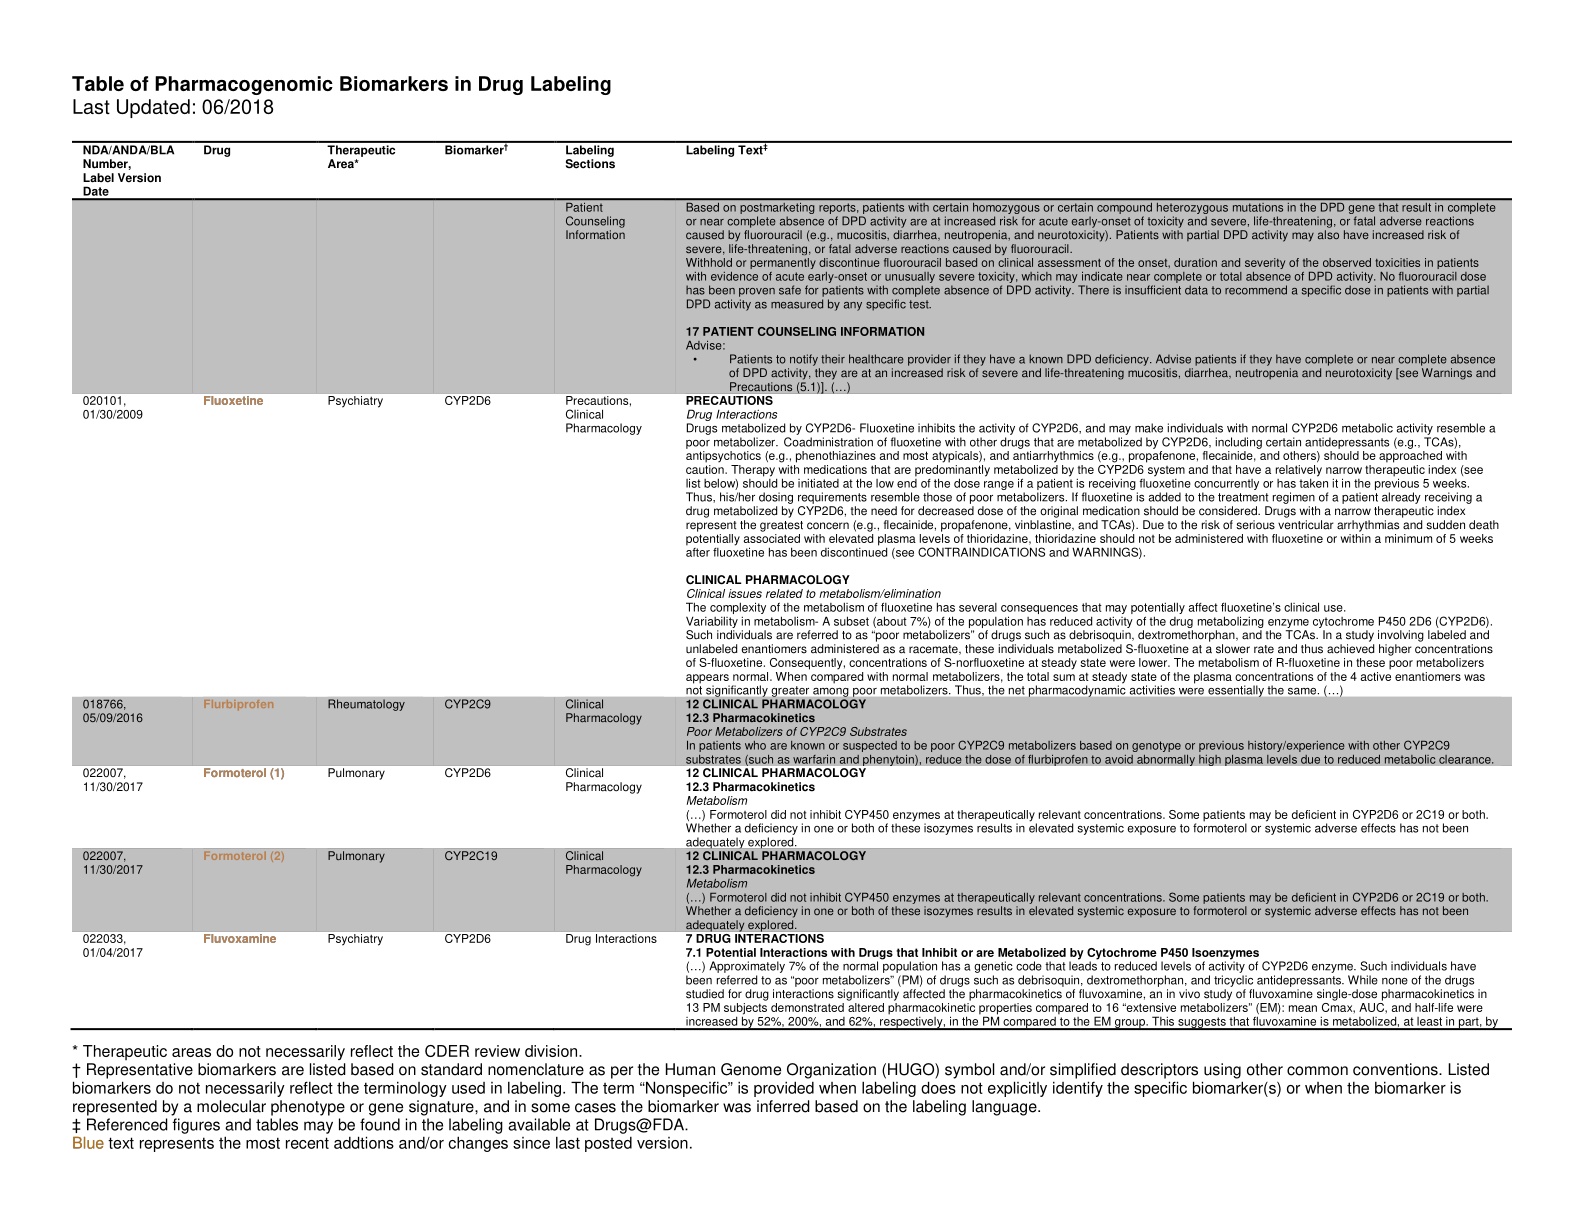 Table of Pharmacogenomic Biomarkers in Drug Labeling
Last Updated: 06/2018
NDA/ANDA/BLA Number, Label Version Date
Drug
Therapeutic Area*
Biomarker†
Labeling Sections
Labeling Text‡
Patient
Counseling
Information
Based on postmarketing reports, patients with certain homozygous or certain compound heterozygous mutations in the DPD gene that result in complete
or near complete absence of DPD activity are at increased risk for acute early-onset of toxicity and severe, life-threatening, or fatal adverse reactions
caused by fluorouracil (e.g., mucositis, diarrhea, neutropenia, and neurotoxicity). Patients with partial DPD activity may also have increased risk of
severe, life-threatening, or fatal adverse reactions caused by fluorouracil.
Withhold or permanently discontinue fluorouracil based on clinical assessment of the onset, duration and severity of the observed toxicities in patients
with evidence of acute early-onset or unusually severe toxicity, which may indicate near complete or total absence of DPD activity. No fluorouracil dose
has been proven safe for patients with complete absence of DPD activity. There is insufficient data to recommend a specific dose in patients with partial
DPD activity as measured by any specific test.
17 PATIENT COUNSELING INFORMATION
Advise:
• Patients to notify their healthcare provider if they have a known DPD deficiency. Advise patients if they have complete or near complete absence
of DPD activity, they are at an increased risk of severe and life-threatening mucositis, diarrhea, neutropenia and neurotoxicity [see Warnings and
Precautions (5.1)]. (…)
020101,
01/30/2009
Fluoxetine
Psychiatry
CYP2D6
Precautions,
Clinical
Pharmacology
PRECAUTIONS
Drug Interactions
Drugs metabolized by CYP2D6- Fluoxetine inhibits the activity of CYP2D6, and may make individuals with normal CYP2D6 metabolic activity resemble a
poor metabolizer. Coadministration of fluoxetine with other drugs that are metabolized by CYP2D6, including certain antidepressants (e.g., TCAs),
antipsychotics (e.g., phenothiazines and most atypicals), and antiarrhythmics (e.g., propafenone, flecainide, and others) should be approached with
caution. Therapy with medications that are predominantly metabolized by the CYP2D6 system and that have a relatively narrow therapeutic index (see
list below) should be initiated at the low end of the dose range if a patient is receiving fluoxetine concurrently or has taken it in the previous 5 weeks.
Thus, his/her dosing requirements resemble those of poor metabolizers. If fluoxetine is added to the treatment regimen of a patient already receiving a
drug metabolized by CYP2D6, the need for decreased dose of the original medication should be considered. Drugs with a narrow therapeutic index
represent the greatest concern (e.g., flecainide, propafenone, vinblastine, and TCAs). Due to the risk of serious ventricular arrhythmias and sudden death
potentially associated with elevated plasma levels of thioridazine, thioridazine should not be administered with fluoxetine or within a minimum of 5 weeks
after fluoxetine has been discontinued (see CONTRAINDICATIONS and WARNINGS).
CLINICAL PHARMACOLOGY
Clinical issues related to metabolism/elimination
The complexity of the metabolism of fluoxetine has several consequences that may potentially affect fluoxetine's clinical use.
Variability in metabolism- A subset (about 7%) of the population has reduced activity of the drug metabolizing enzyme cytochrome P450 2D6 (CYP2D6).
Such individuals are referred to as “poor metabolizers” of drugs such as debrisoquin, dextromethorphan, and the TCAs. In a study involving labeled and
unlabeled enantiomers administered as a racemate, these individuals metabolized S-fluoxetine at a slower rate and thus achieved higher concentrations
of S-fluoxetine. Consequently, concentrations of S-norfluoxetine at steady state were lower. The metabolism of R-fluoxetine in these poor metabolizers
appears normal. When compared with normal metabolizers, the total sum at steady state of the plasma concentrations of the 4 active enantiomers was
not significantly greater among poor metabolizers. Thus, the net pharmacodynamic activities were essentially the same. (…)
018766,
05/09/2016
Flurbiprofen
Rheumatology
CYP2C9
Clinical
Pharmacology
12 CLINICAL PHARMACOLOGY
12.3 Pharmacokinetics
Poor Metabolizers of CYP2C9 Substrates
In patients who are known or suspected to be poor CYP2C9 metabolizers based on genotype or previous history/experience with other CYP2C9
substrates (such as warfarin and phenytoin), reduce the dose of flurbiprofen to avoid abnormally high plasma levels due to reduced metabolic clearance.
022007,
11/30/2017
Formoterol (1)
Pulmonary
CYP2D6
Clinical
Pharmacology
12 CLINICAL PHARMACOLOGY
12.3 Pharmacokinetics
Metabolism
(…) Formoterol did not inhibit CYP450 enzymes at therapeutically relevant concentrations. Some patients may be deficient in CYP2D6 or 2C19 or both.
Whether a deficiency in one or both of these isozymes results in elevated systemic exposure to formoterol or systemic adverse effects has not been
adequately explored.
022007,
11/30/2017
Formoterol (2)
Pulmonary
CYP2C19
Clinical
Pharmacology
12 CLINICAL PHARMACOLOGY
12.3 Pharmacokinetics
Metabolism
(…) Formoterol did not inhibit CYP450 enzymes at therapeutically relevant concentrations. Some patients may be deficient in CYP2D6 or 2C19 or both.
Whether a deficiency in one or both of these isozymes results in elevated systemic exposure to formoterol or systemic adverse effects has not been
adequately explored.
022033,
01/04/2017
Fluvoxamine
Psychiatry
CYP2D6
Drug Interactions
7 DRUG INTERACTIONS
7.1 Potential Interactions with Drugs that Inhibit or are Metabolized by Cytochrome P450 Isoenzymes
(…) Approximately 7% of the normal population has a genetic code that leads to reduced levels of activity of CYP2D6 enzyme. Such individuals have
been referred to as “poor metabolizers” (PM) of drugs such as debrisoquin, dextromethorphan, and tricyclic antidepressants. While none of the drugs
studied for drug interactions significantly affected the pharmacokinetics of fluvoxamine, an in vivo study of fluvoxamine single-dose pharmacokinetics in
13 PM subjects demonstrated altered pharmacokinetic properties compared to 16 “extensive metabolizers” (EM): mean Cmax, AUC, and half-life were
increased by 52%, 200%, and 62%, respectively, in the PM compared to the EM group. This suggests that fluvoxamine is metabolized, at least in part, by
* Therapeutic areas do not necessarily reflect the CDER review division.
† Representative biomarkers are listed based on standard nomenclature as per the Human Genome Organization (HUGO) symbol and/or simplified descriptors using other common conventions. Listed
biomarkers do not necessarily reflect the terminology used in labeling. The term “Nonspecific” is provided when labeling does not explicitly identify the specific biomarker(s) or when the biomarker is
represented by a molecular phenotype or gene signature, and in some cases the biomarker was inferred based on the labeling language.
‡ Referenced figures and tables may be found in the labeling available at Drugs@FDA.
Blue text represents the most recent addtions and/or changes since last posted version.